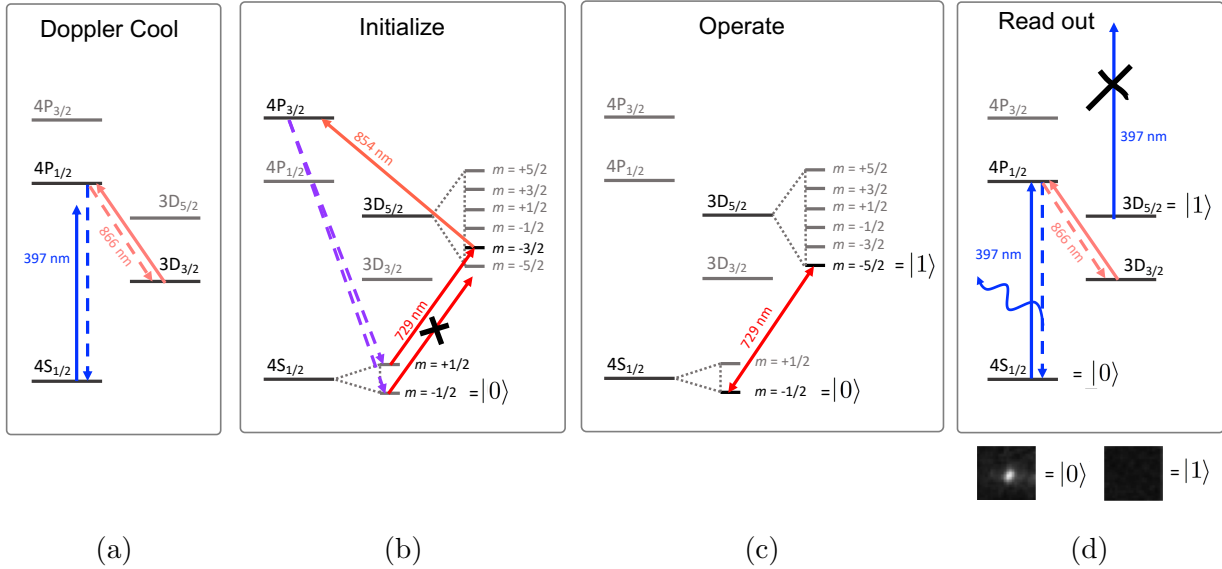 Doppler Cool
4P3/2
4P1/2
3D5/2
866 nm
397 nm
3D3/2
4S1/2
(a)
Initialize
4P3/2
854 nm
4P1/2
m = +5/2
m = +3/2
3D5/2
m = +1/2
m = -1/2
m = -3/2
3D3/2
m = -5/2
729 nm
4S1/2
m = +1/2
m = -1/2 = |0⟩
(b)
Operate
4P3/2
4P1/2
m = +5/2
m = +3/2
3D5/2
m = +1/2
m = -1/2
m = -3/2
3D3/2
m = -5/2 = |1⟩
729 nm
4S1/2
m = +1/2
m = -1/2 = |0⟩
(c)
Read out
4P3/2
397 nm
4P1/2
3D5/2 = |1⟩
866 nm
397 nm
3D3/2
4S1/2 = |0⟩
= |0⟩ = |1⟩
(d)